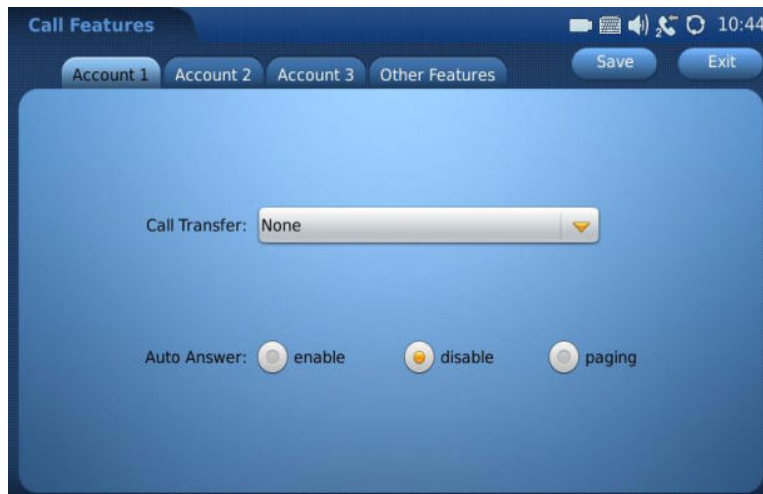 Call Features 2 10:44
Account 1 Account 2 Account 3 Other Features Save Exit
Call Transfer: None
Auto Answer: enable disable paging